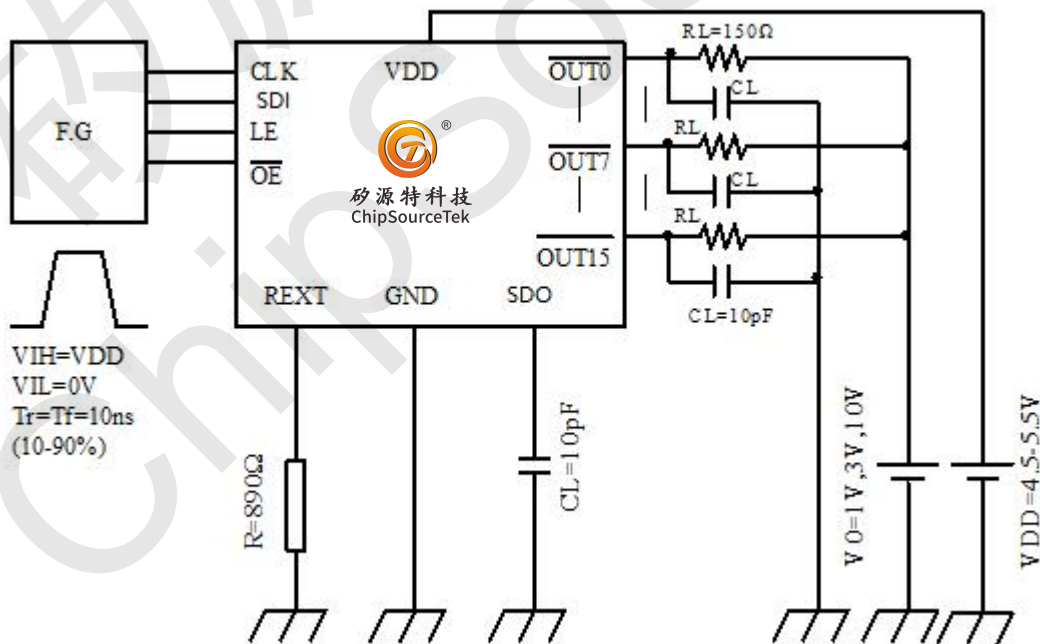 RL=150Ω
CLK
VDD
OUT0
SDI
CL
F.G
LE
®
RL
OE
OUT7
矽源特科技
CL
ChipSourceTek
RL
OUT15
REXT
GND
SDO
CL=10pF
VIH=VDD
VIL=0V
Tr=Tf=10ns
(10-90%)
R=890Ω
CL=10pF
VO=1V,3V,10V
VDD=4.5-5.5V